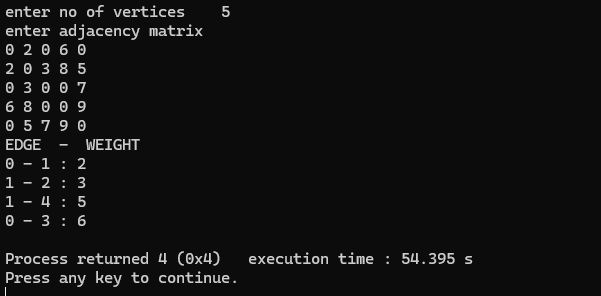 enter no of vertices    5
enter adjacency matrix
0 2 0 6 0
2 0 3 8 5
0 3 0 0 7
6 8 0 0 9
0 5 7 9 0
EDGE  -  WEIGHT
0 - 1 : 2
1 - 2 : 3
1 - 4 : 5
0 - 3 : 6
Process returned 4 (0x4)   execution time : 54.395 s
Press any key to continue.